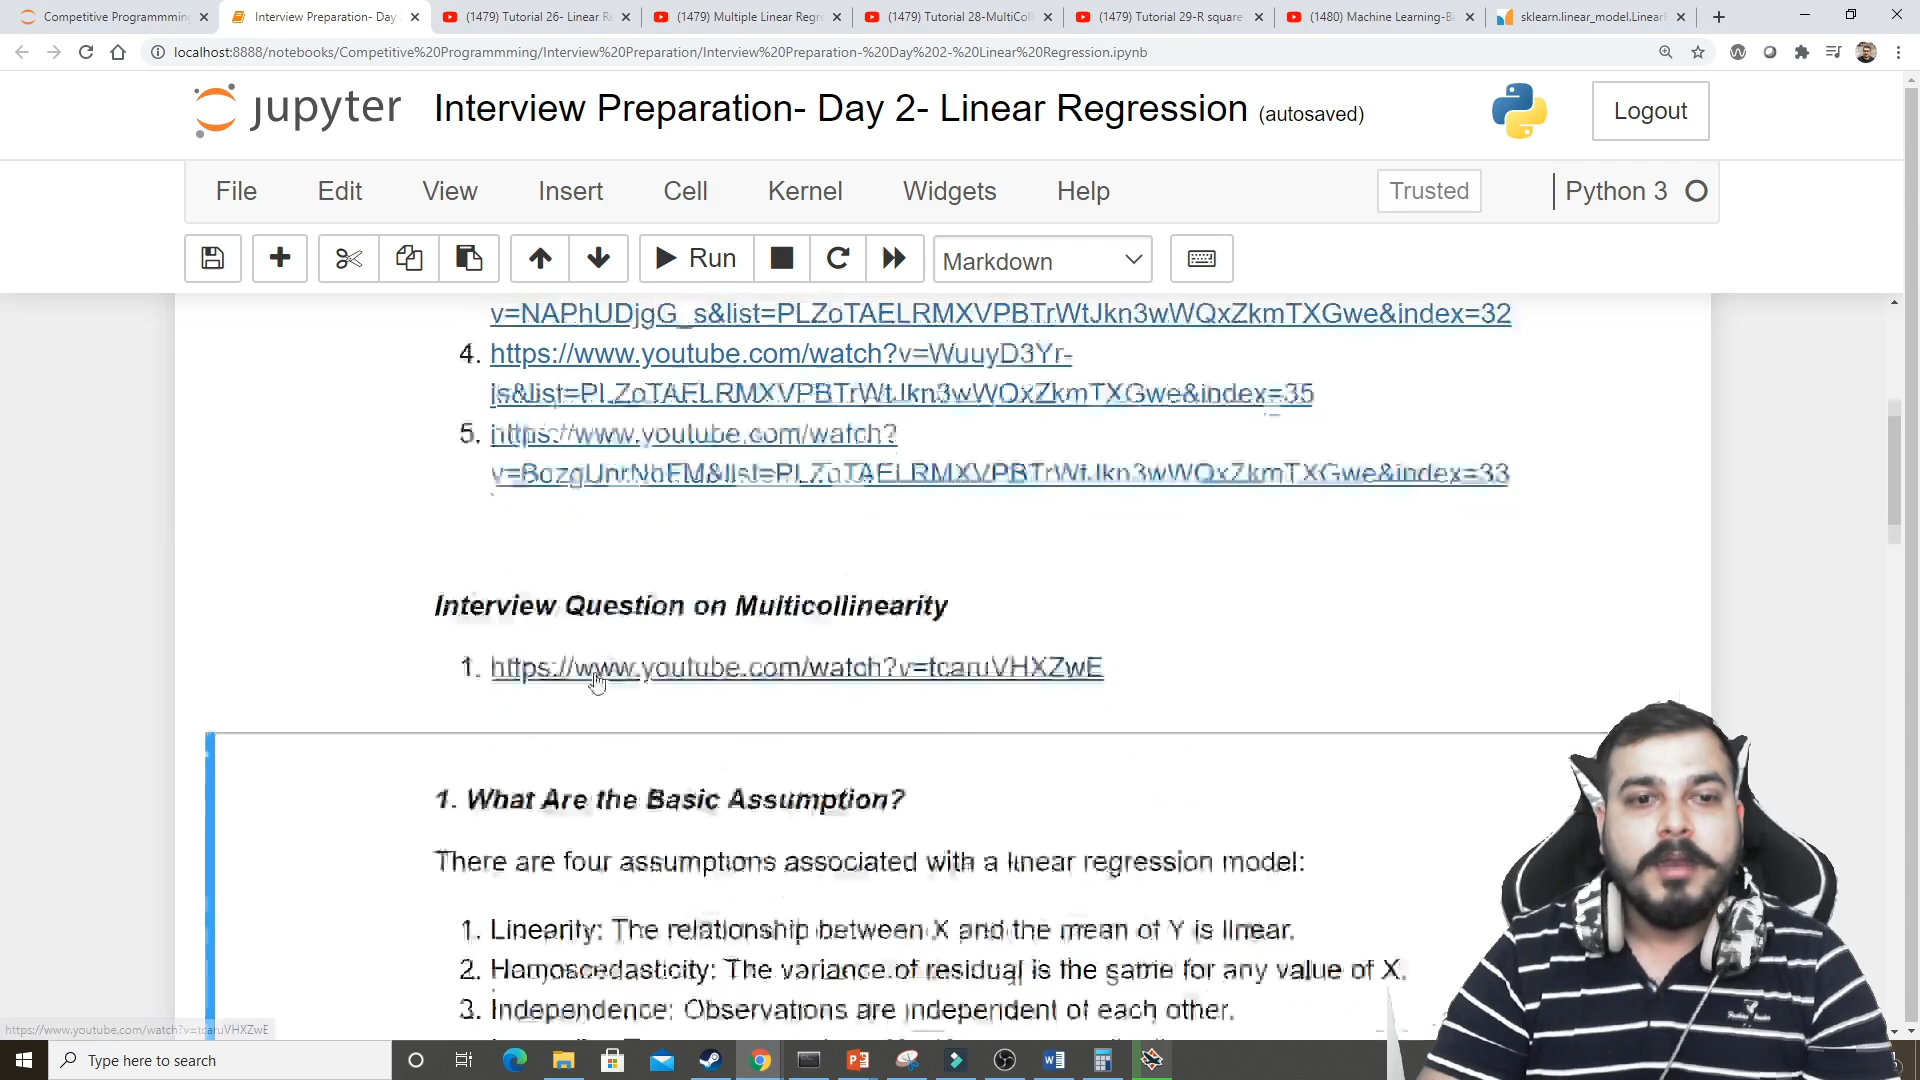 Competitive Programmming
Interview Preparation- Day
(1479) Tutorial 26- Linear Re
(1479) Multiple Linear Regre
(1479) Tutorial 28-MultiColl
(1479) Tutorial 29-R square
(1480) Machine Learning-Bi
sklearn.linear_model.LinearR
localhost:8888/notebooks/Competitive%20Programmming/Interview%20Preparation/Interview%20Preparation-%20Day%202-%20Linear%20Regression.ipynb
jupyter
Interview Preparation- Day 2- Linear Regression (autosaved)
Logout
File Edit View Insert Cell Kernel Widgets Help
Trusted
Python 3
Run
Markdown
v=NAPhUDjgG_s&list=PLZoTAELRMXVPBTrWtJkn3wWQxZkmTXGwe&index=32
4. https://www.youtube.com/watch?v=WuuyD3Yr-
js&list=PLZoTAELRMXVPBTrWtJkn3wWQxZkmTXGwe&index=35
5. https://www.youtube.com/watch?
Interview Question on Multicollinearity
1. https://www.youtube.com/watch?v=tcaruVHXZwE
1. What Are the Basic Assumption?
There are four assumptions associated with a linear regression model:
1. Linearity: The relationship between X and the mean of Y is linear.
2. Homoscedasticity: The variance of residual is the same for any value of X.
3. Independence: Observations are independent of each other.
https://www.youtube.com/watch?v=tcaruVHXZwE
Type here to search